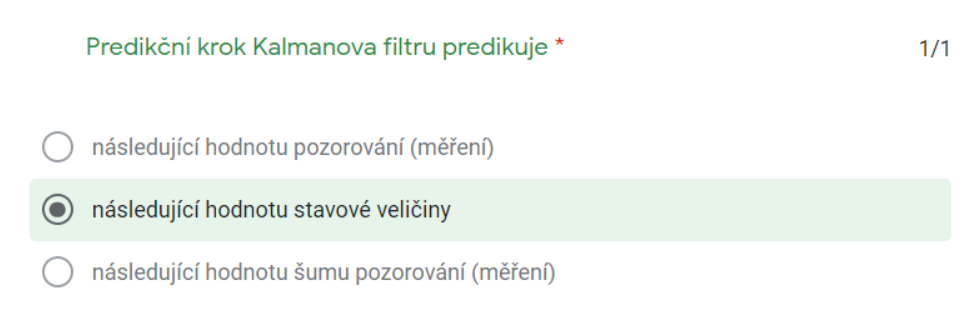 Predikční krok Kalmanova filtru predikuje * 1/1
následující hodnotu pozorování (měření)
následující hodnotu stavové veličiny
následující hodnotu šumu pozorování (měření)